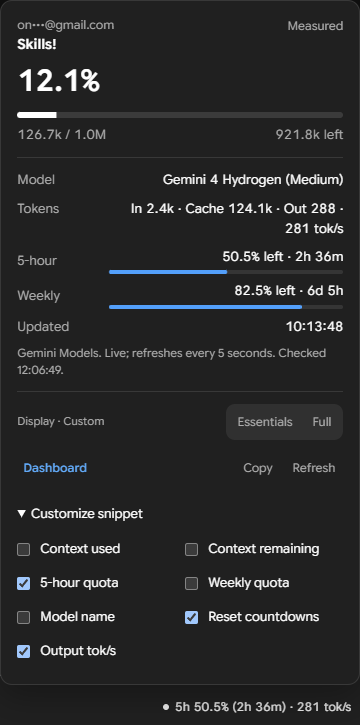 on···@gmail.com
Measured
Skills!
12.1%
126.7k / 1.0M
921.8k left
Model
Gemini 4 Hydrogen (Medium)
Tokens
In 2.4k · Cache 124.1k · Out 288 ·
281 tok/s
5-hour
50.5% left · 2h 36m
Weekly
82.5% left · 6d 5h
Updated
10:13:48
Gemini Models. Live; refreshes every 5 seconds. Checked
12:06:49.
Display · Custom
Essentials
Full
Dashboard
Copy
Refresh
▼ Customize snippet
Context used
Context remaining
5-hour quota
Weekly quota
Model name
Reset countdowns
Output tok/s
● 5h 50.5% (2h 36m) · 281 tok/s